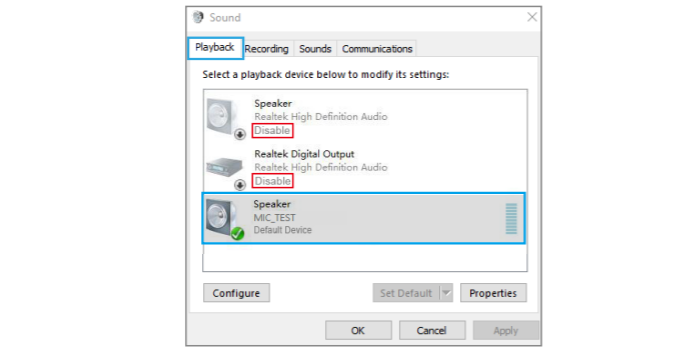 Sound
Playback Recording Sounds Communications
Select a playback device below to modify its settings:
Speaker
Realtek High Definition Audio
Disable
Realtek Digital Output
Realtek High Definition Audio
Disable
Speaker
MIC_TEST
Default Device
Configure Set Default Properties
OK Cancel Apply